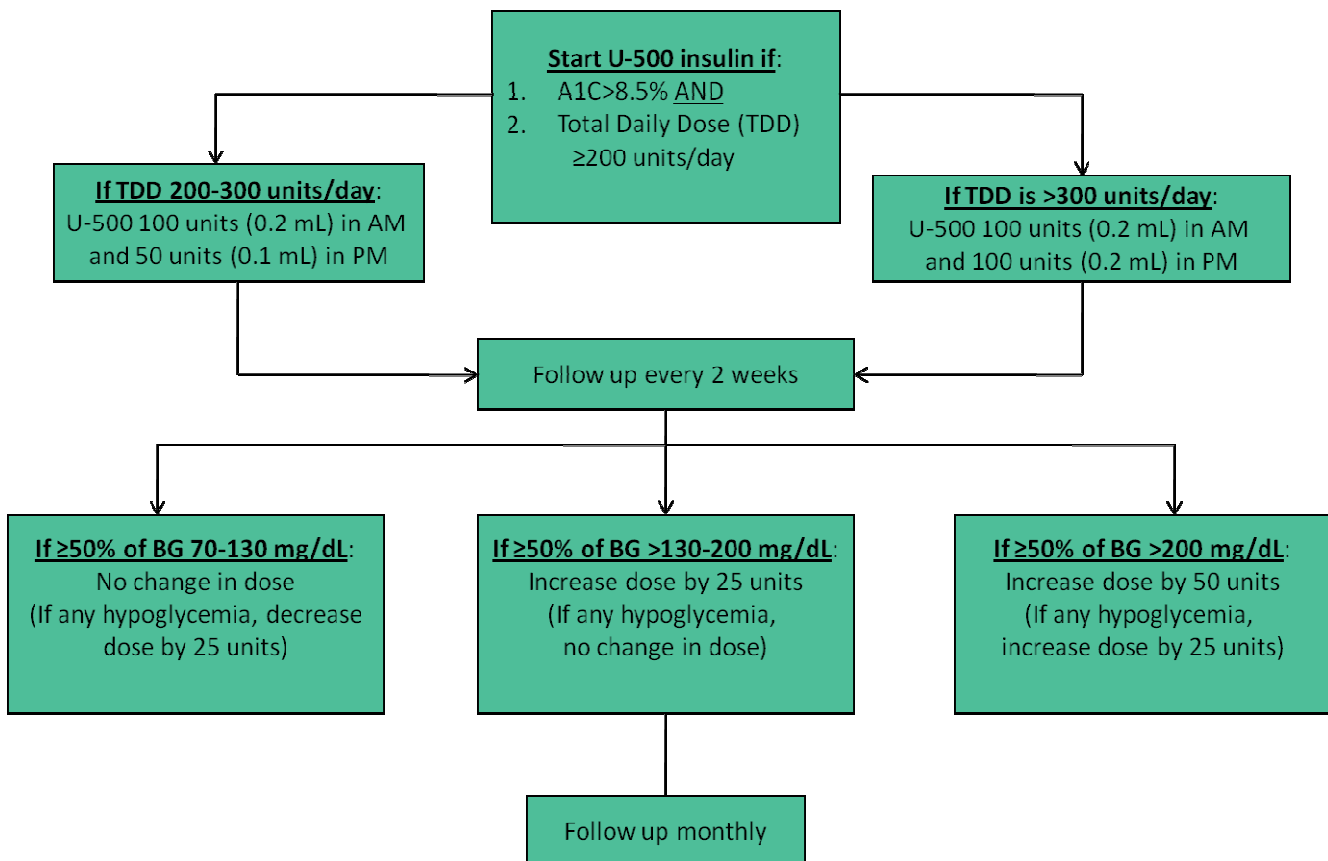 Start U-500 insulin if:
1. A1C>8.5% AND
2. Total Daily Dose (TDD)
≥200 units/day
If TDD 200-300 units/day:
U-500 100 units (0.2 mL) in AM
and 50 units (0.1 mL) in PM
If TDD is >300 units/day:
U-500 100 units (0.2 mL) in AM
and 100 units (0.2 mL) in PM
Follow up every 2 weeks
If ≥50% of BG 70-130 mg/dL:
No change in dose
(If any hypoglycemia, decrease
dose by 25 units)
If ≥50% of BG >130-200 mg/dL:
Increase dose by 25 units
(If any hypoglycemia,
no change in dose)
If ≥50% of BG >200 mg/dL:
Increase dose by 50 units
(If any hypoglycemia,
increase dose by 25 units)
Follow up monthly